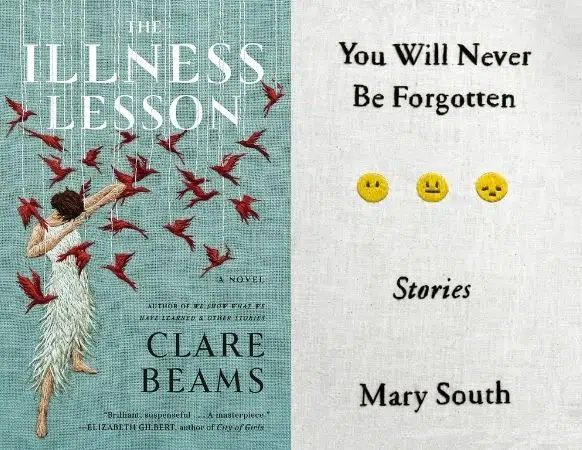 THE
ILLNESS
LESSON
A NOVEL
AUTHOR OF WE SHOW WHAT WE
HAVE LEARNED & OTHER STORIES
CLARE
BEAMS
"Brilliant, suspenseful . . . . A masterpiece."
—ELIZABETH GILBERT, author of City of Girls
You Will Never
Be Forgotten
Stories
Mary South